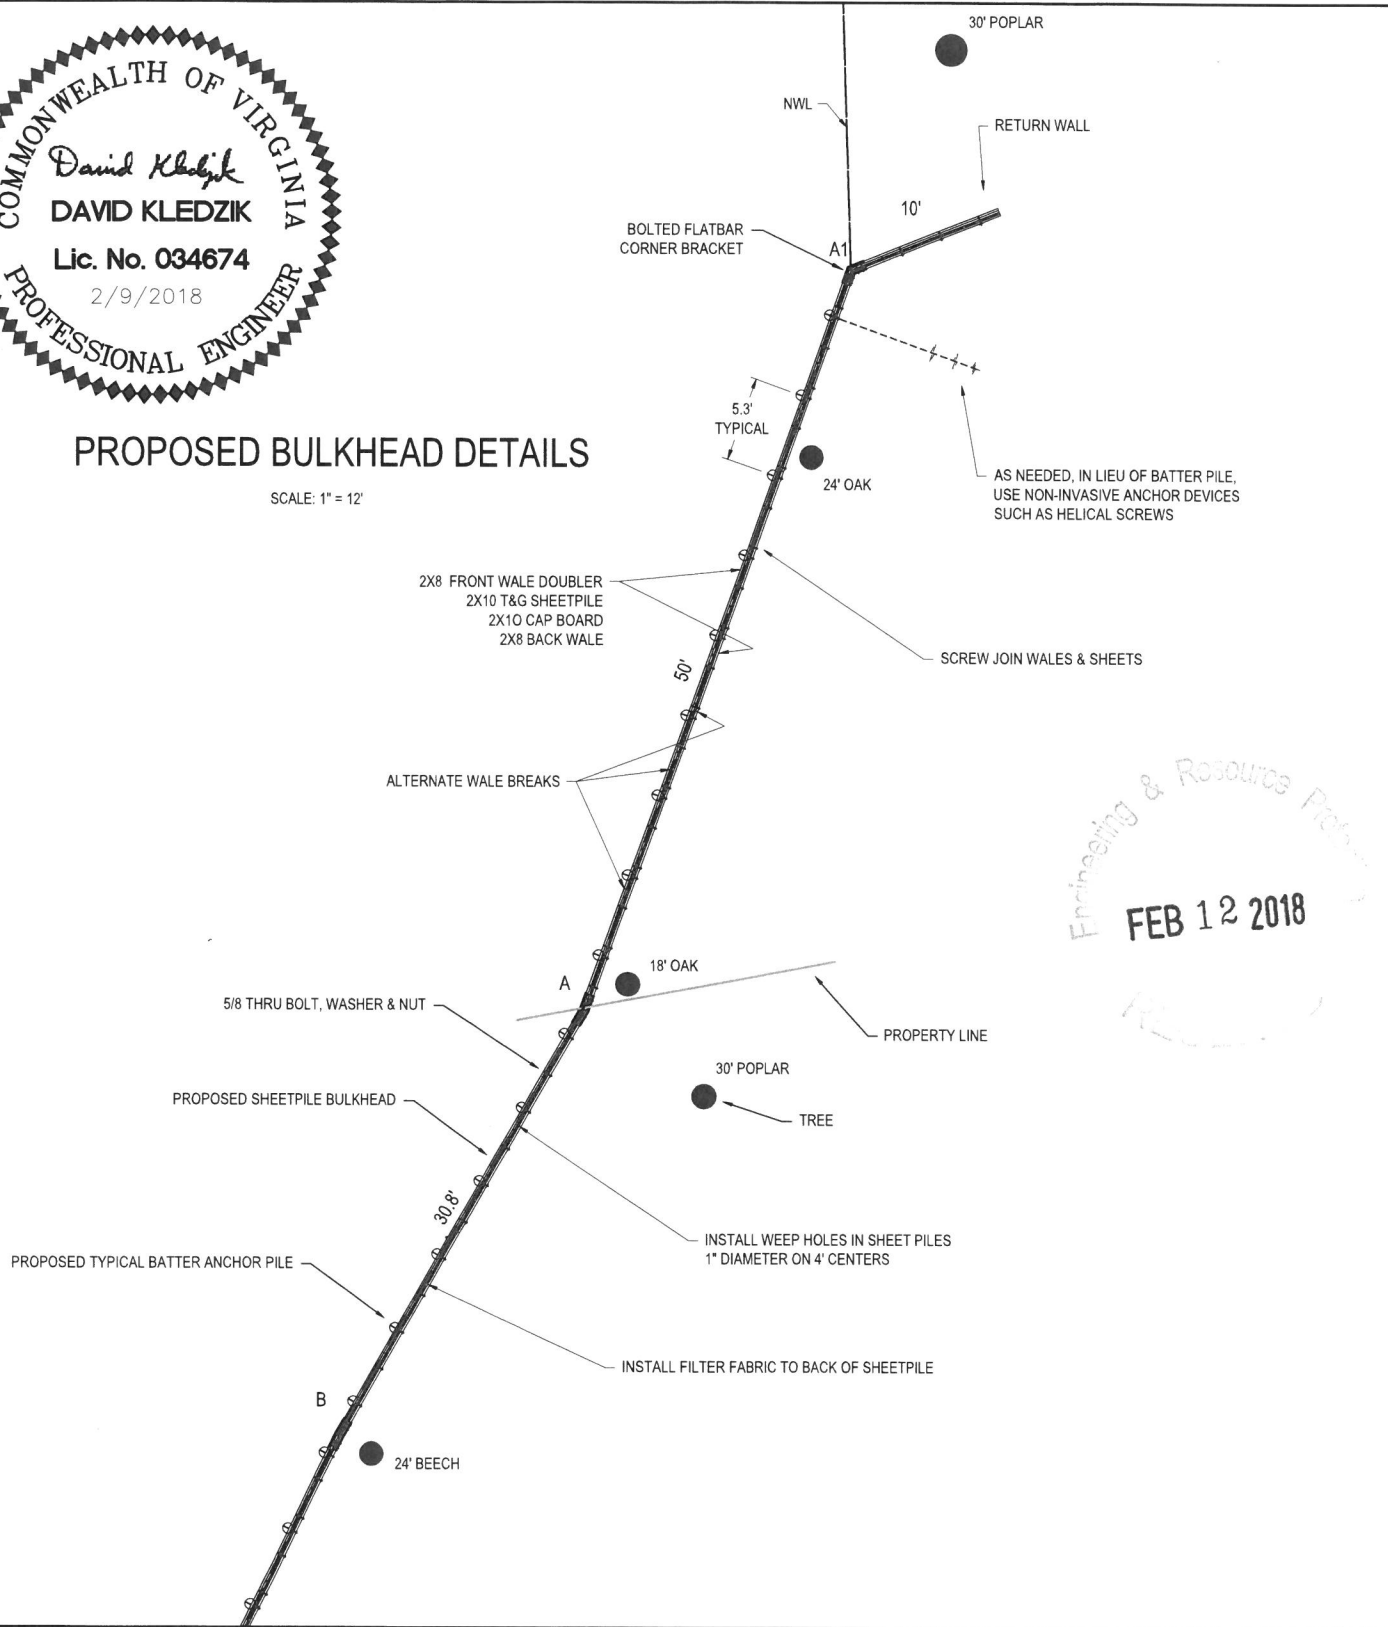 COMMONWEALTH OF VIRGINIA
David Kledzik
DAVID KLEDZIK
Lic. No. 034674
2/9/2018
PROFESSIONAL ENGINEER
30' POPLAR
NWL
RETURN WALL
10'
BOLTED FLATBAR
CORNER BRACKET
A1
5.3'
TYPICAL
PROPOSED BULKHEAD DETAILS
SCALE: 1" = 12'
24' OAK
AS NEEDED, IN LIEU OF BATTER PILE,
USE NON-INVASIVE ANCHOR DEVICES
SUCH AS HELICAL SCREWS
2X8 FRONT WALE DOUBLER
2X10 T&G SHEETPILE
2X1O CAP BOARD
2X8 BACK WALE
SCREW JOIN WALES & SHEETS
50'
ALTERNATE WALE BREAKS
Engineering & Resource
FEB 12 2018
A
18' OAK
5/8 THRU BOLT, WASHER & NUT
PROPERTY LINE
30' POPLAR
PROPOSED SHEETPILE BULKHEAD
TREE
30.8'
INSTALL WEEP HOLES IN SHEET PILES
1" DIAMETER ON 4' CENTERS
PROPOSED TYPICAL BATTER ANCHOR PILE
INSTALL FILTER FABRIC TO BACK OF SHEETPILE
B
24' BEECH